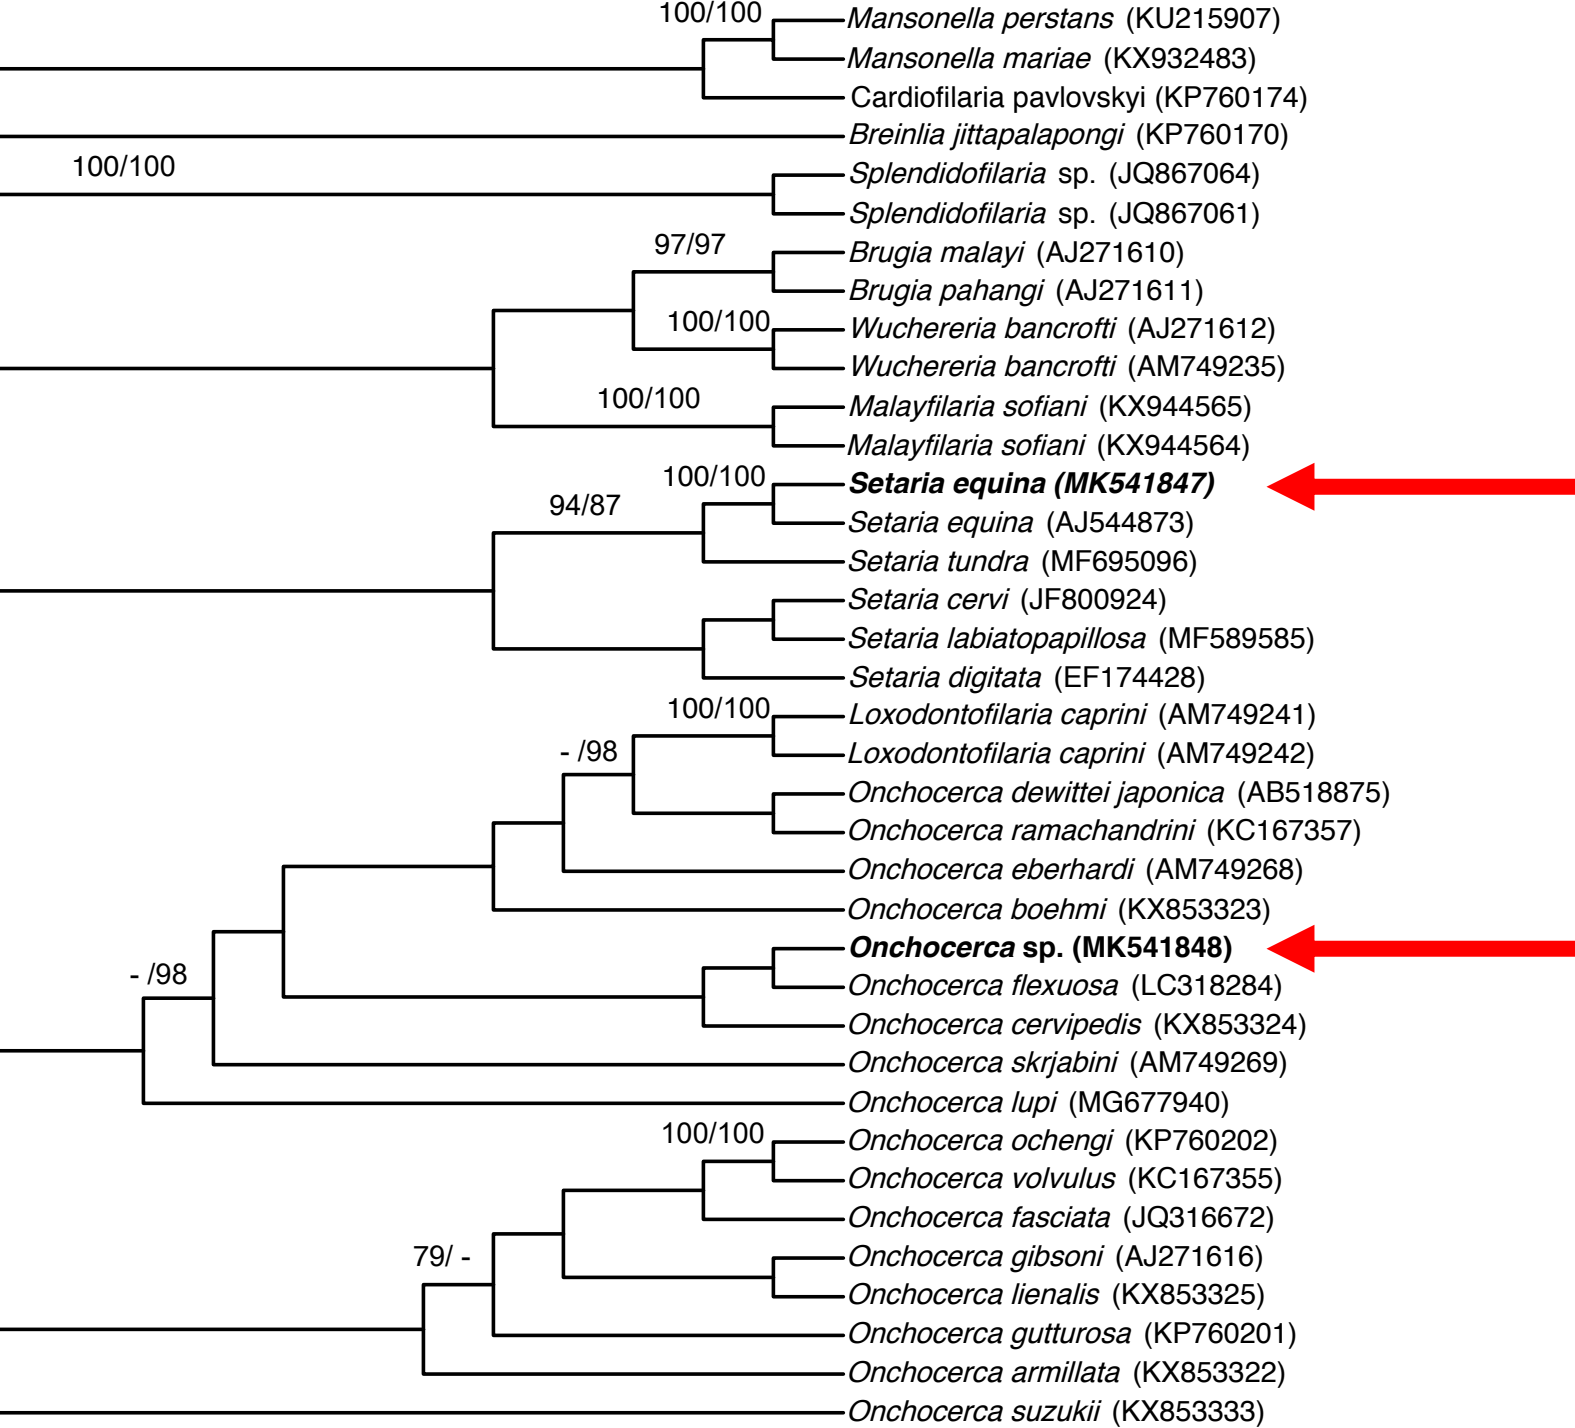 100/100
Mansonella perstans (KU215907)
Mansonella mariae (KX932483)
Cardiofilaria pavlovskyi (KP760174)
Breinlia jittapalapongi (KP760170)
100/100
Splendidofilaria sp. (JQ867064)
Splendidofilaria sp. (JQ867061)
97/97
Brugia malayi (AJ271610)
Brugia pahangi (AJ271611)
100/100
Wuchereria bancrofti (AJ271612)
Wuchereria bancrofti (AM749235)
100/100
Malayfilaria sofiani (KX944565)
Malayfilaria sofiani (KX944564)
100/100
Setaria equina (MK541847)
94/87
Setaria equina (AJ544873)
Setaria tundra (MF695096)
Setaria cervi (JF800924)
Setaria labiatopapillosa (MF589585)
Setaria digitata (EF174428)
100/100
Loxodontofilaria caprini (AM749241)
- /98
Loxodontofilaria caprini (AM749242)
Onchocerca dewittei japonica (AB518875)
Onchocerca ramachandrini (KC167357)
Onchocerca eberhardi (AM749268)
Onchocerca boehmi (KX853323)
Onchocerca sp. (MK541848)
- /98
Onchocerca flexuosa (LC318284)
Onchocerca cervipedis (KX853324)
Onchocerca skrjabini (AM749269)
Onchocerca lupi (MG677940)
100/100
Onchocerca ochengi (KP760202)
Onchocerca volvulus (KC167355)
Onchocerca fasciata (JQ316672)
79/ -
Onchocerca gibsoni (AJ271616)
Onchocerca lienalis (KX853325)
Onchocerca gutturosa (KP760201)
Onchocerca armillata (KX853322)
Onchocerca suzukii (KX853333)